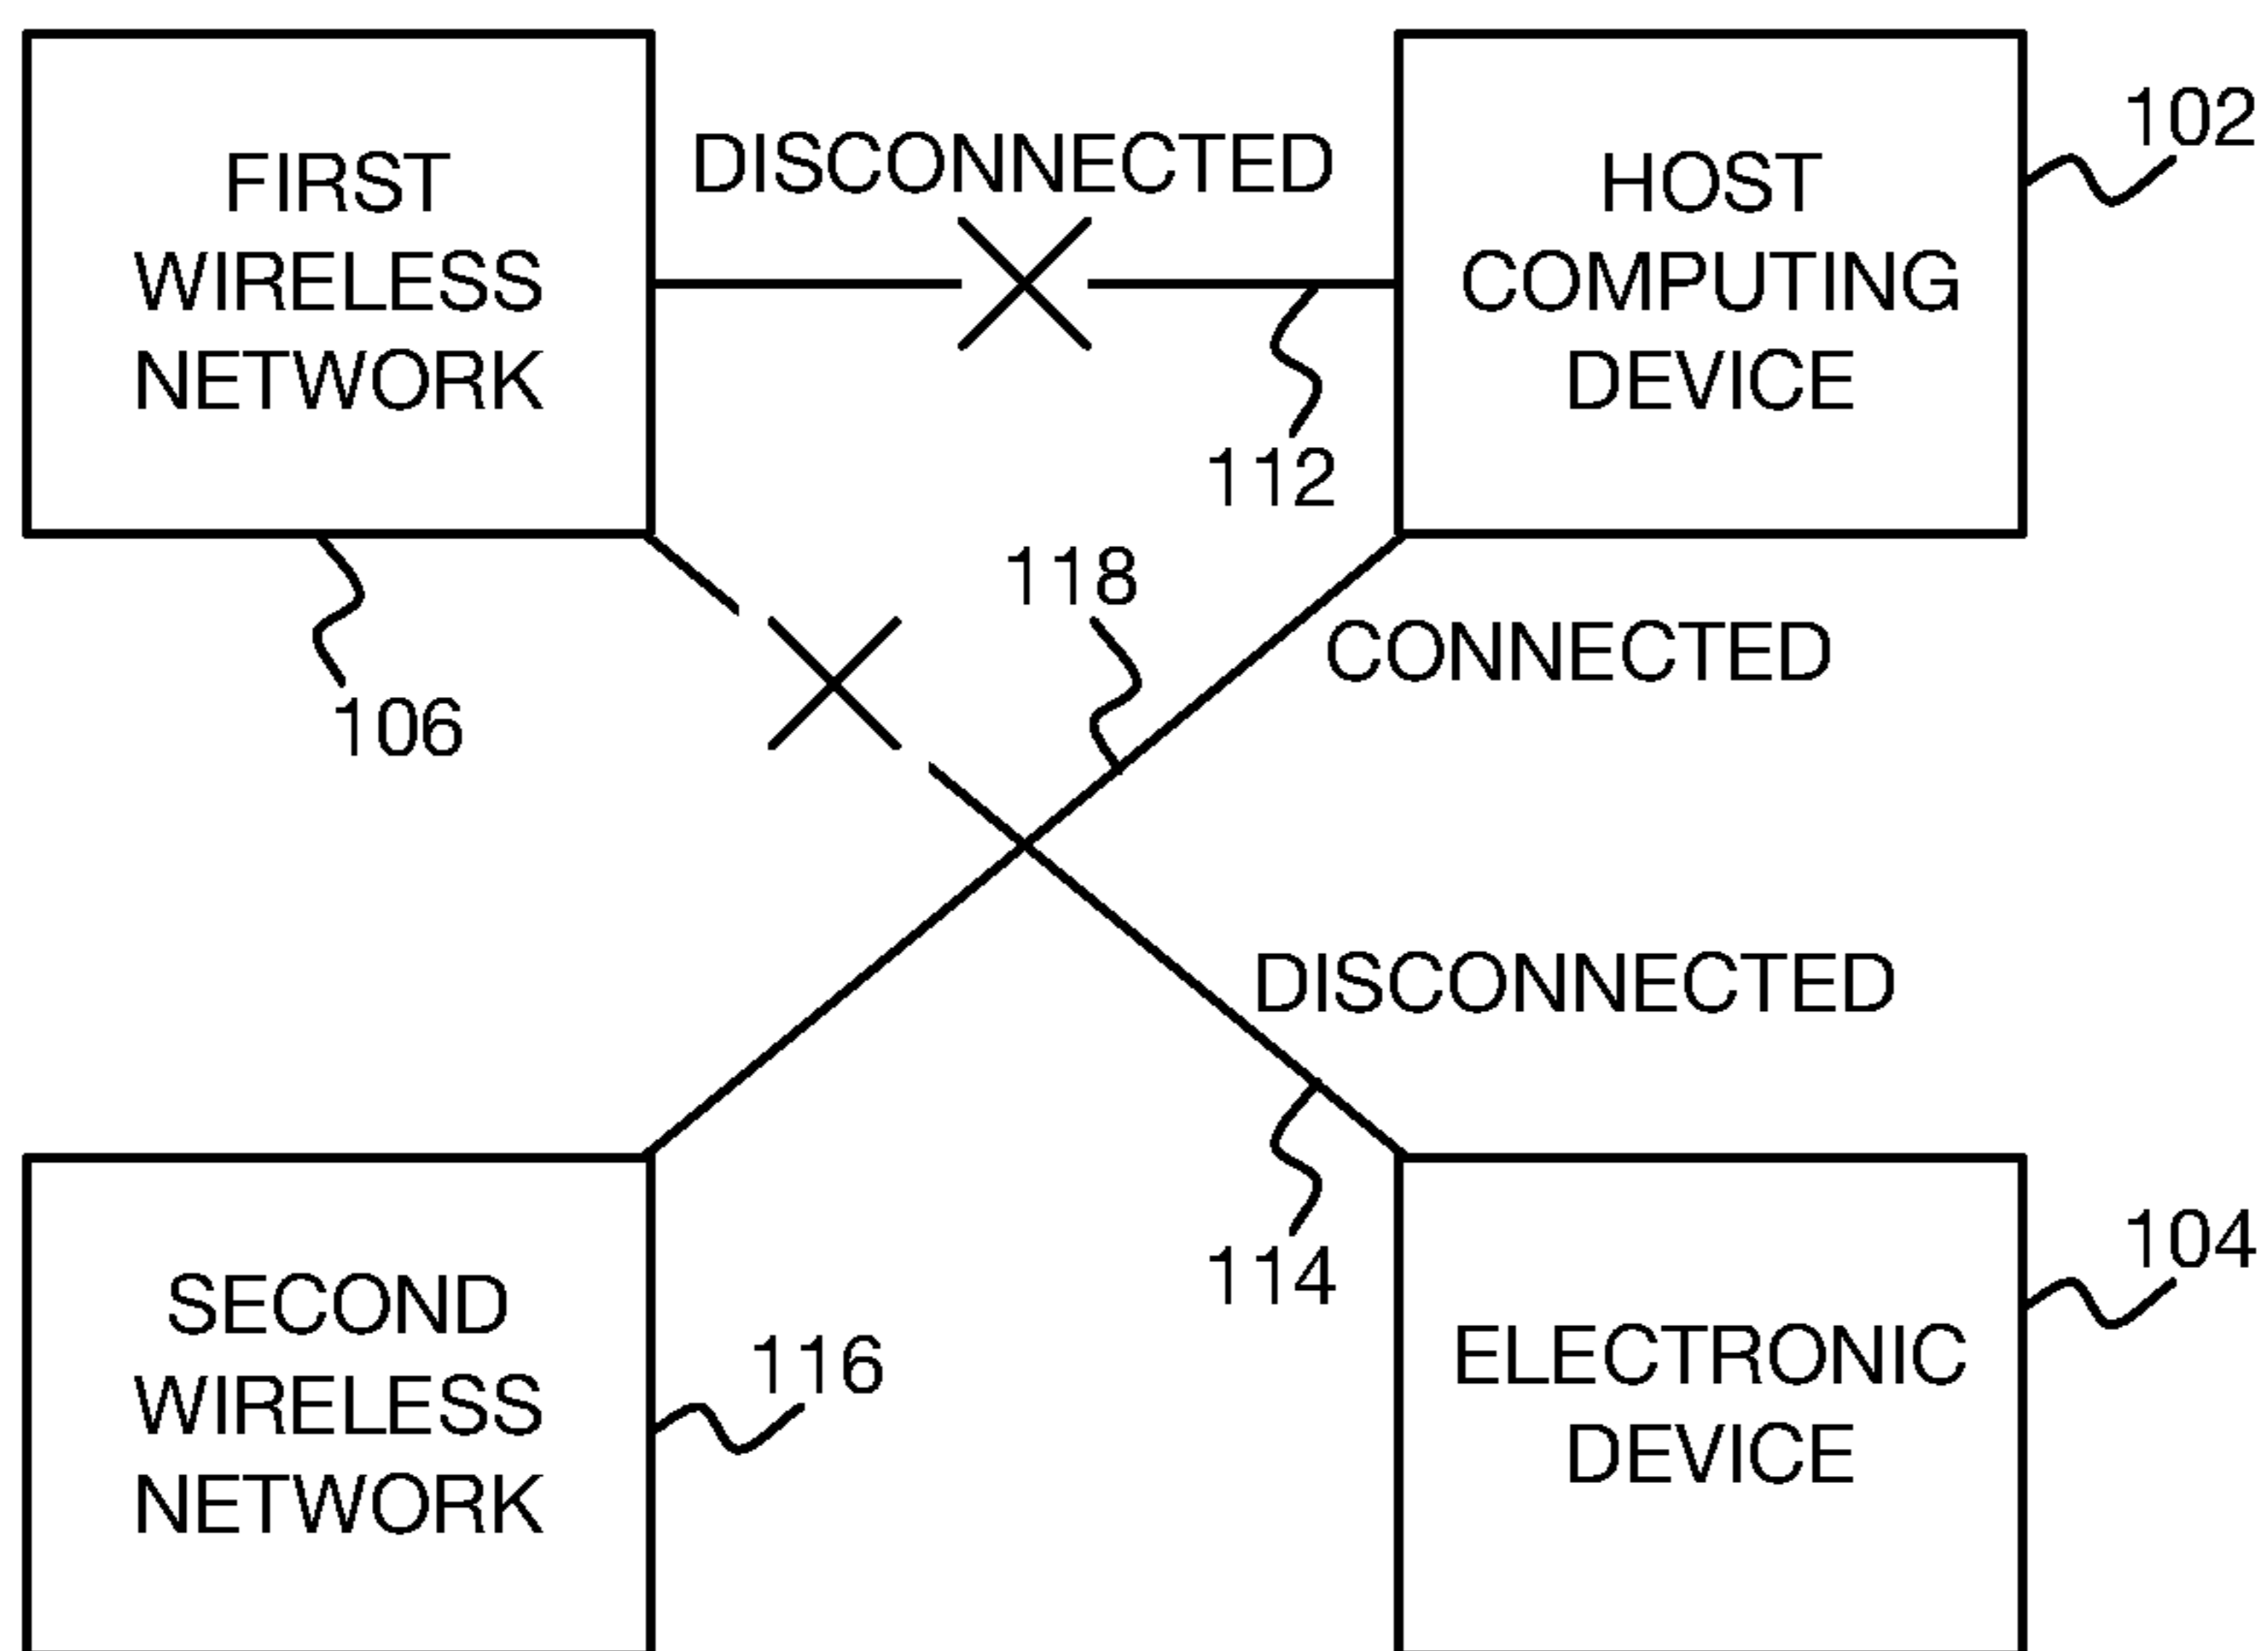 FIRST
WIRELESS
NETWORK
DISCONNECTED
HOST
COMPUTING
DEVICE
102
112
118
CONNECTED
106
DISCONNECTED
114
104
SECOND
WIRELESS
NETWORK
116
ELECTRONIC
DEVICE